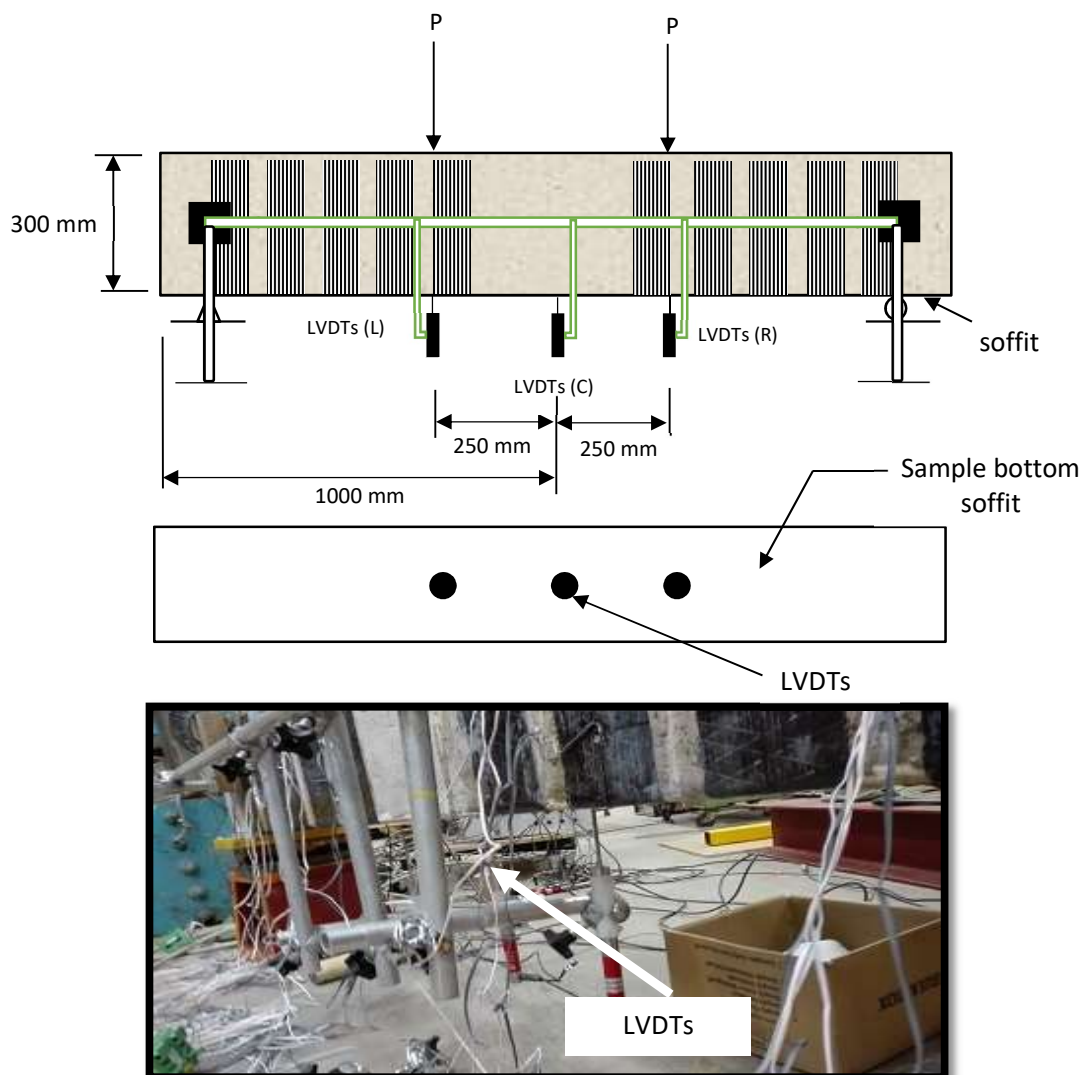 P
P
300 mm
LVDTs (L)
LVDTs (R)
soffit
LVDTs (C)
250 mm
250 mm
1000 mm
Sample bottom
soffit
LVDTs
LVDTs